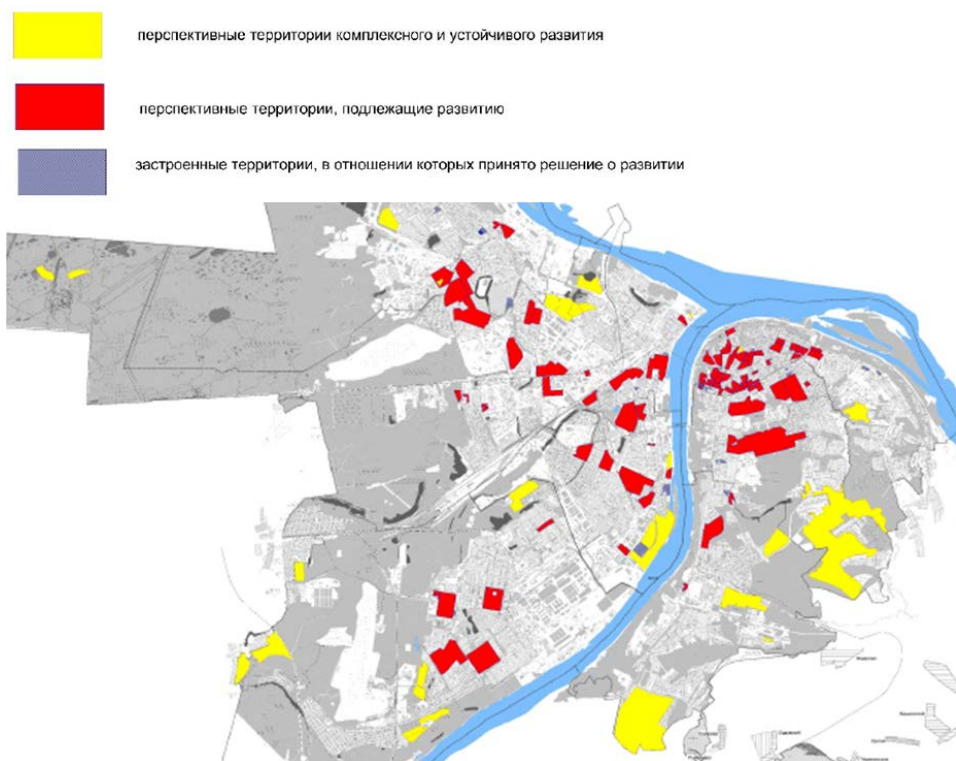 перспективные территории комплексного и устойчивого развития
перспективные территории, подлежащие развитию
застроенные территории, в отношении которых принято решение о развитии